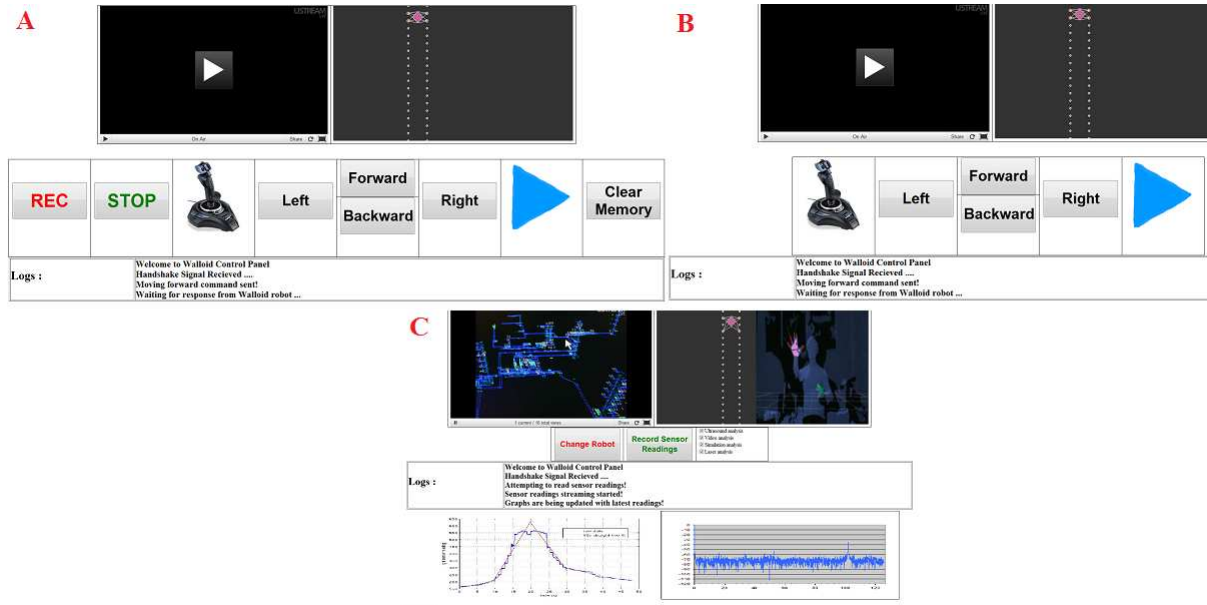 A
USTREAM
On Air
Share
REC
STOP
Left
Forward
Backward
Right
Clear
Memory
Logs :
Welcome to Walloid Control Panel
Handshake Signal Recieved ....
Moving forward command sent!
Waiting for response from Walloid robot ...
B
USTREAM
On Air
Share
Left
Forward
Backward
Right
Logs :
Welcome to Walloid Control Panel
Handshake Signal Recieved ....
Moving forward command sent!
Waiting for response from Walloid robot ...
C
Share
Change Robot
Record Sensor
Readings
Ultrasound analysis
Video analysis
Simulation analysis
Laser analysis
Logs :
Welcome to Walloid Control Panel
Handshake Signal Recieved ....
Attempting to read sensor readings!
Sensor readings streaming started!
Graphs are being updated with latest readings!